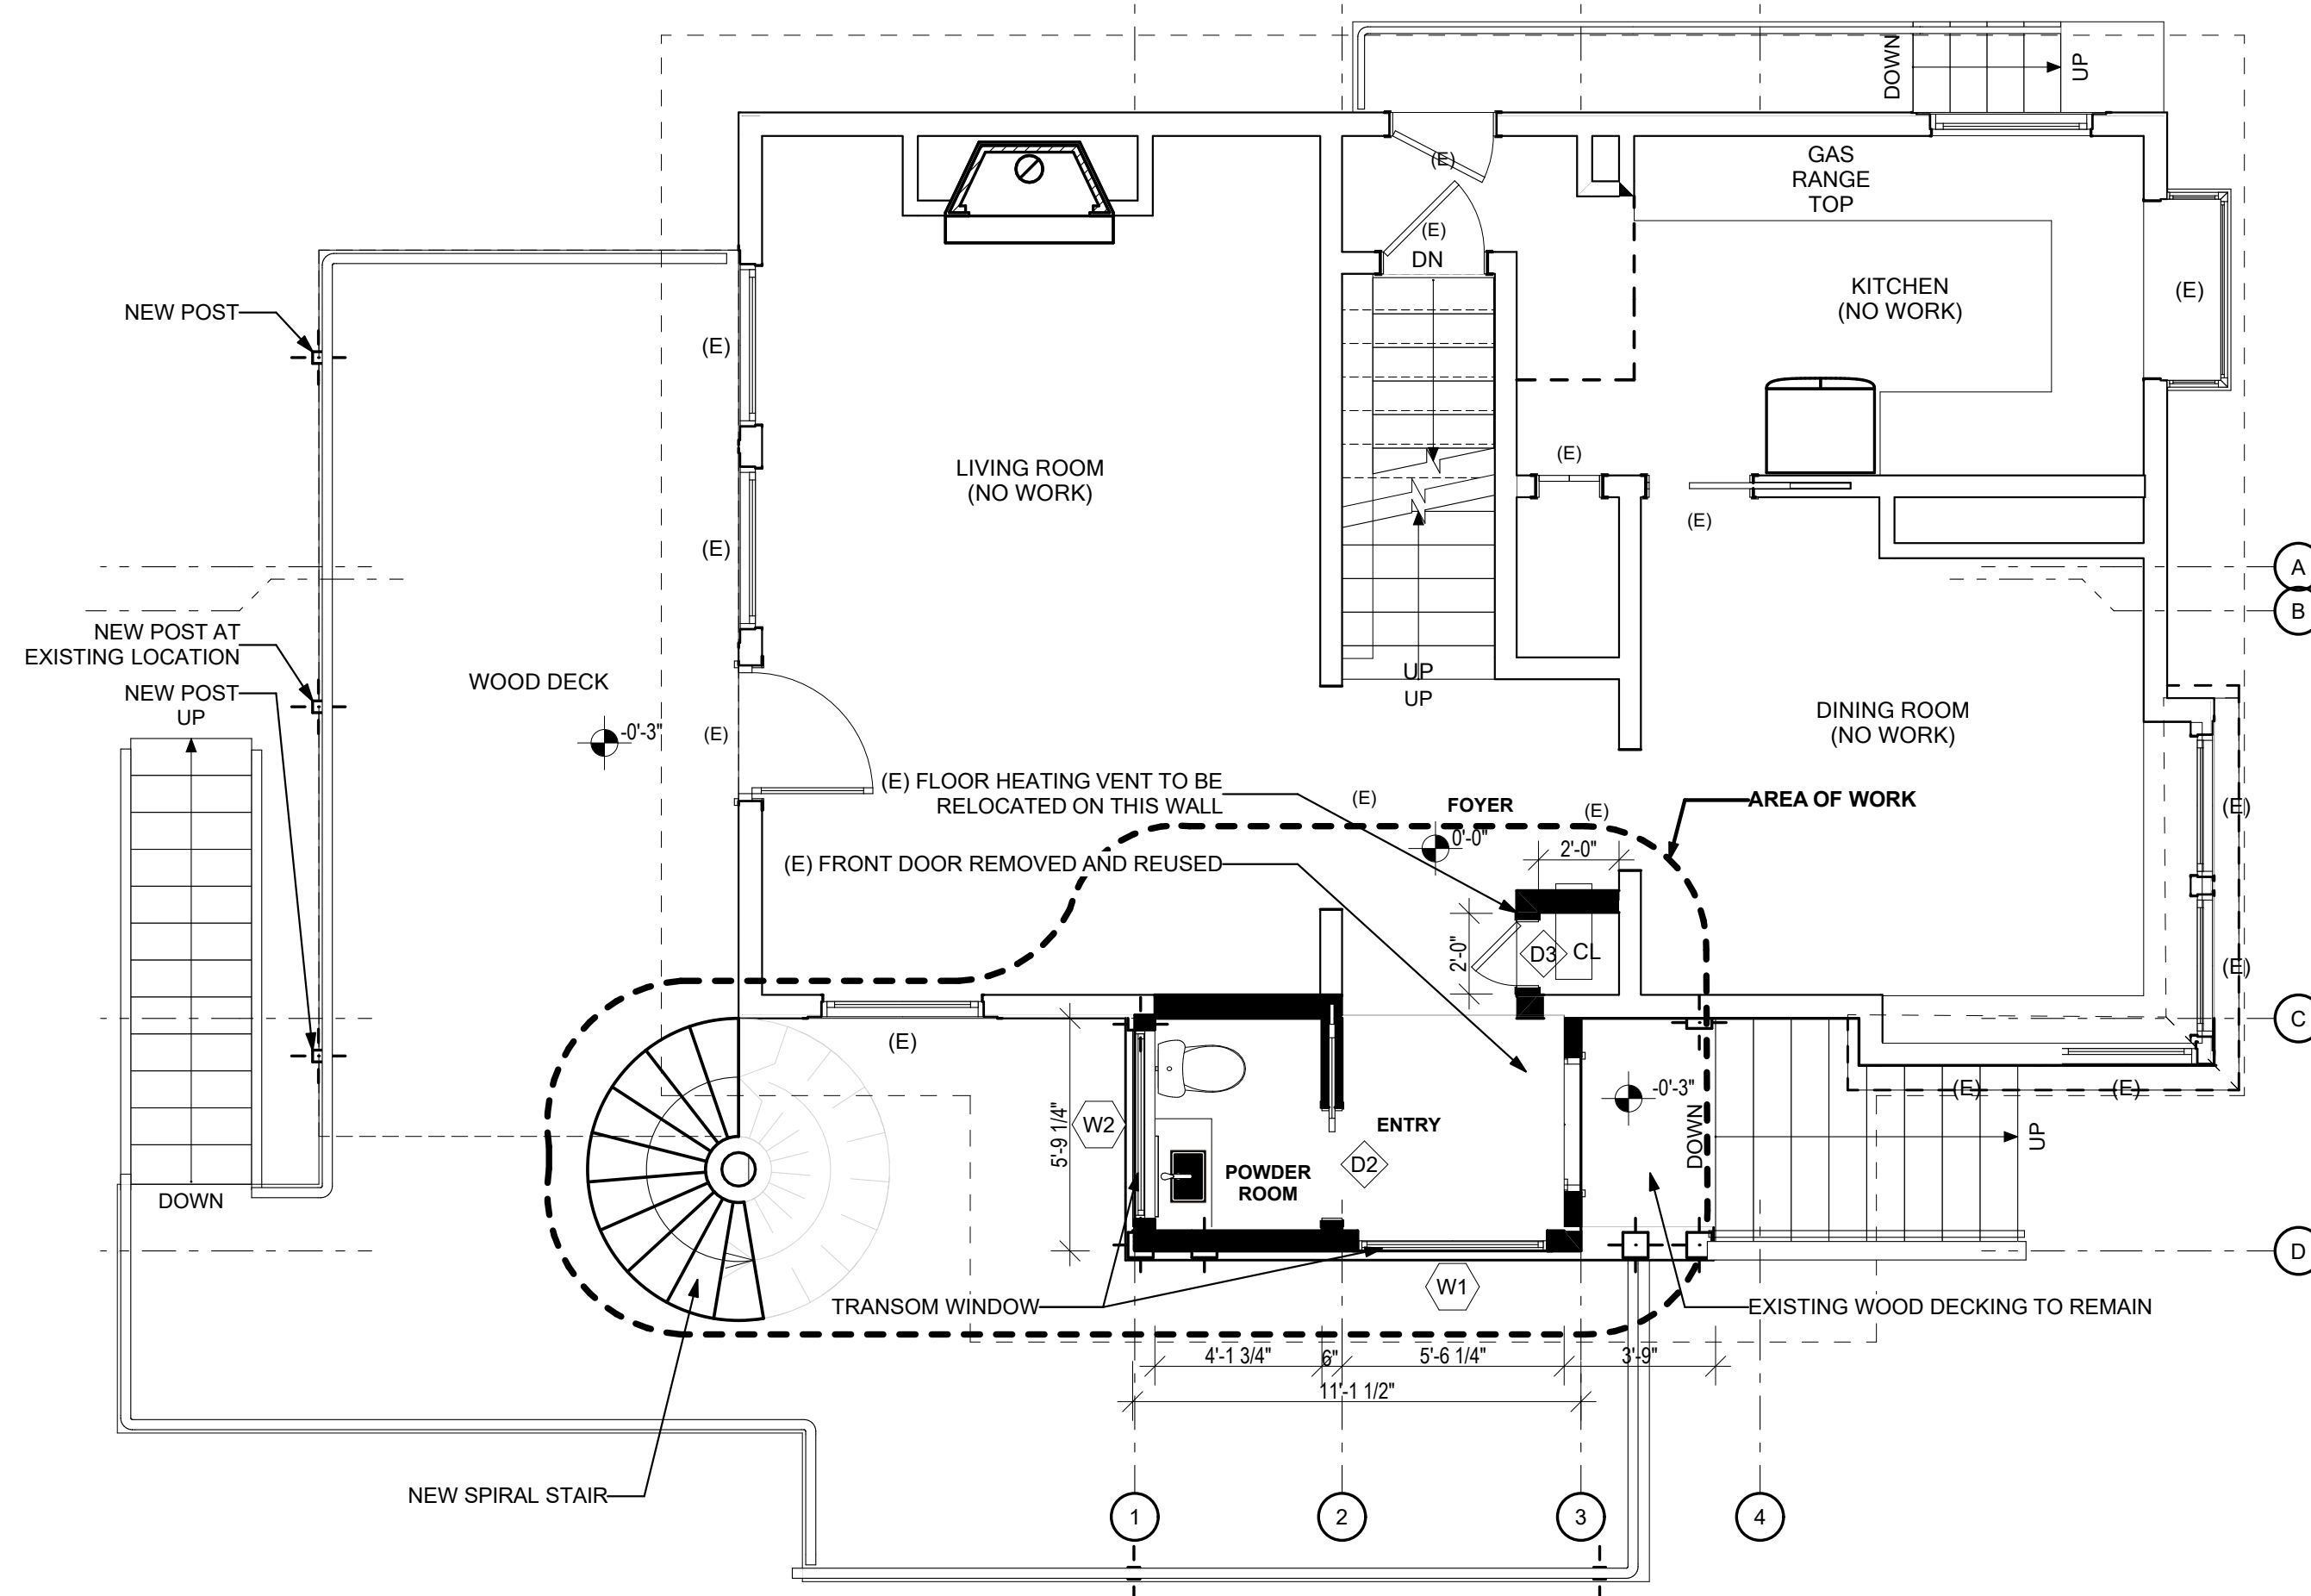 DOWN
UP
GAS
RANGE
TOP
(E)
(E)
DN
KITCHEN
(NO WORK)
(E)
NEW POST
(E)
LIVING ROOM
(NO WORK)
(E)
(E)
(E)
A
B
NEW POST AT
EXISTING LOCATION
NEW POST
UP
WOOD DECK
-0'-3"
(E)
UP
UP
DINING ROOM
(NO WORK)
(E) FLOOR HEATING VENT TO BE
RELOCATED ON THIS WALL
(E)
FOYER
(E)
AREA OF WORK
(E)
0'-0"
2'-0"
(E) FRONT DOOR REMOVED AND REUSED
2'-0"
D3
CL
(E)
C
(E)
-0'-3"
(E)
(E)
5'-9 1/4"
W2
ENTRY
DOWN
UP
POWDER
ROOM
D2
DOWN
D
W1
TRANSOM WINDOW
EXISTING WOOD DECKING TO REMAIN
4'-1 3/4"
6"
5'-6 1/4"
3'-9"
11'-1 1/2"
NEW SPIRAL STAIR
1
2
3
4